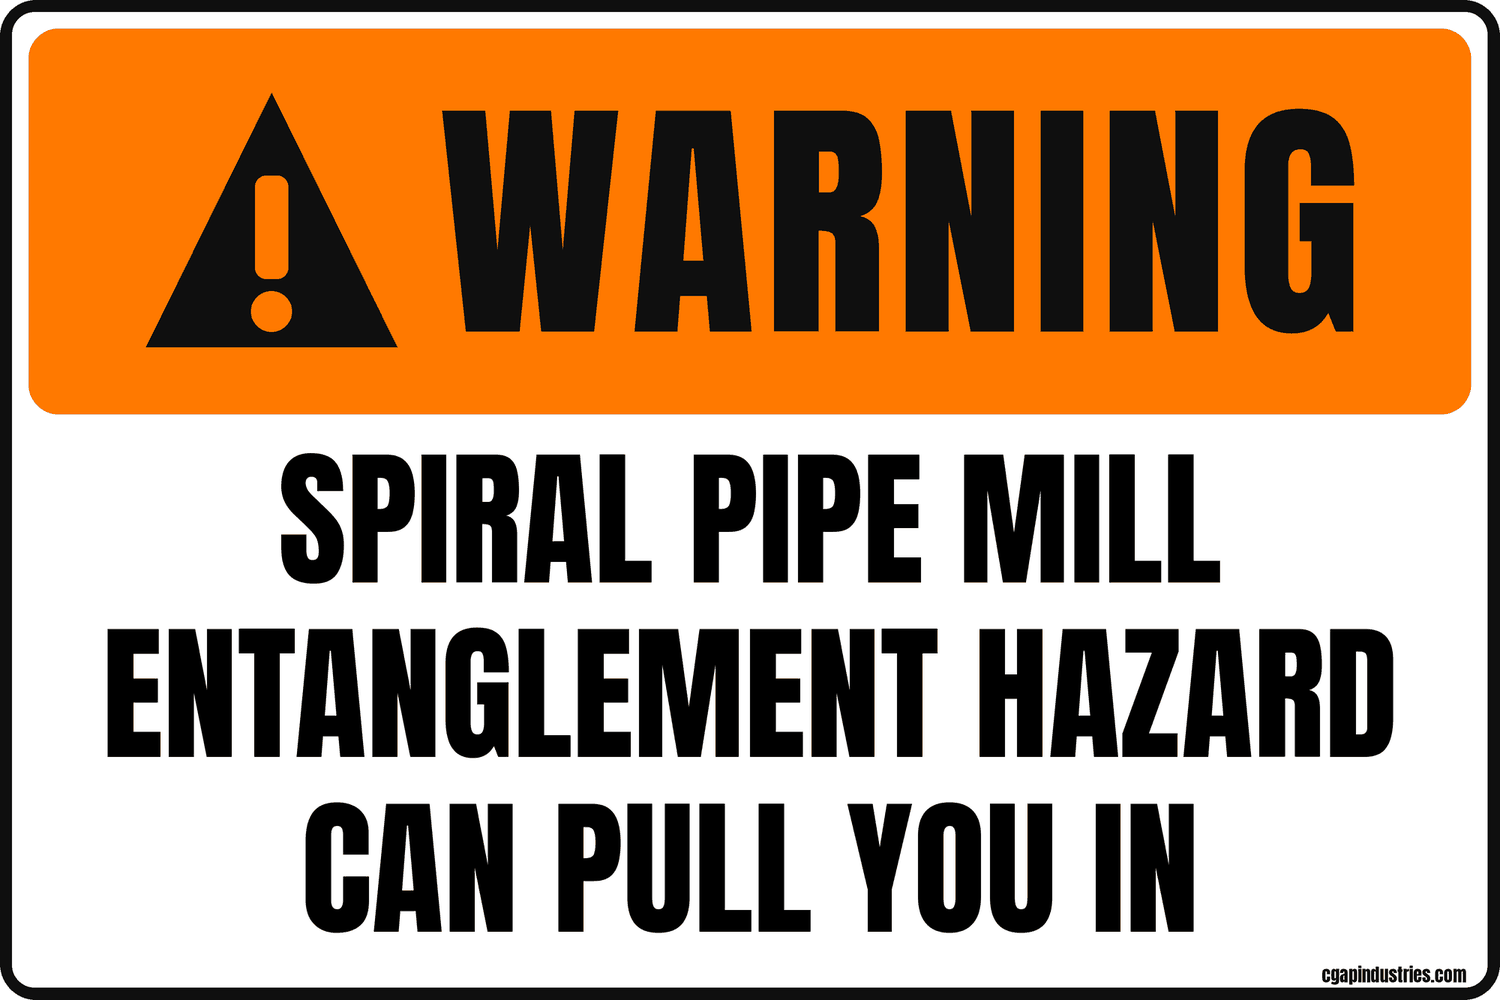 WARNING
SPIRAL PIPE MILL
ENTANGLEMENT HAZARD
CAN PULL YOU IN
cgapindustries.com